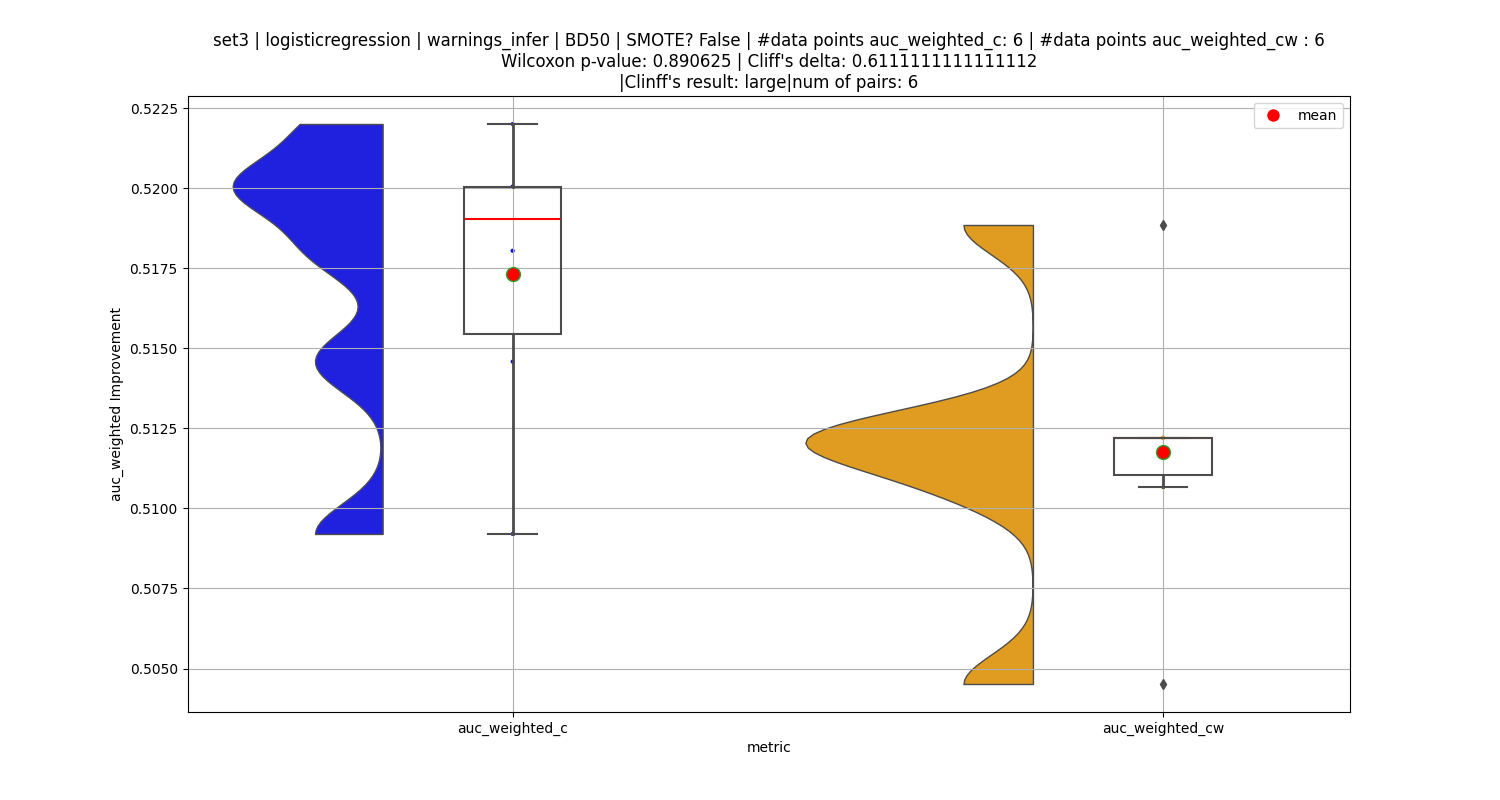 set3 | logisticregression | warnings_infer | BD50 | SMOTE? False | #data points auc_weighted_c: 6 | #data points auc_weighted_cw : 6
Wilcoxon p-value: 0.890625 | Cliff's delta: 0.6111111111111112
|Clinff's result: large|num of pairs: 6
mean
0.5225
0.5200
0.5175
0.5150
0.5125
0.5100
0.5075
0.5050
auc_weighted Improvement
auc_weighted_c
auc_weighted_cw
metric